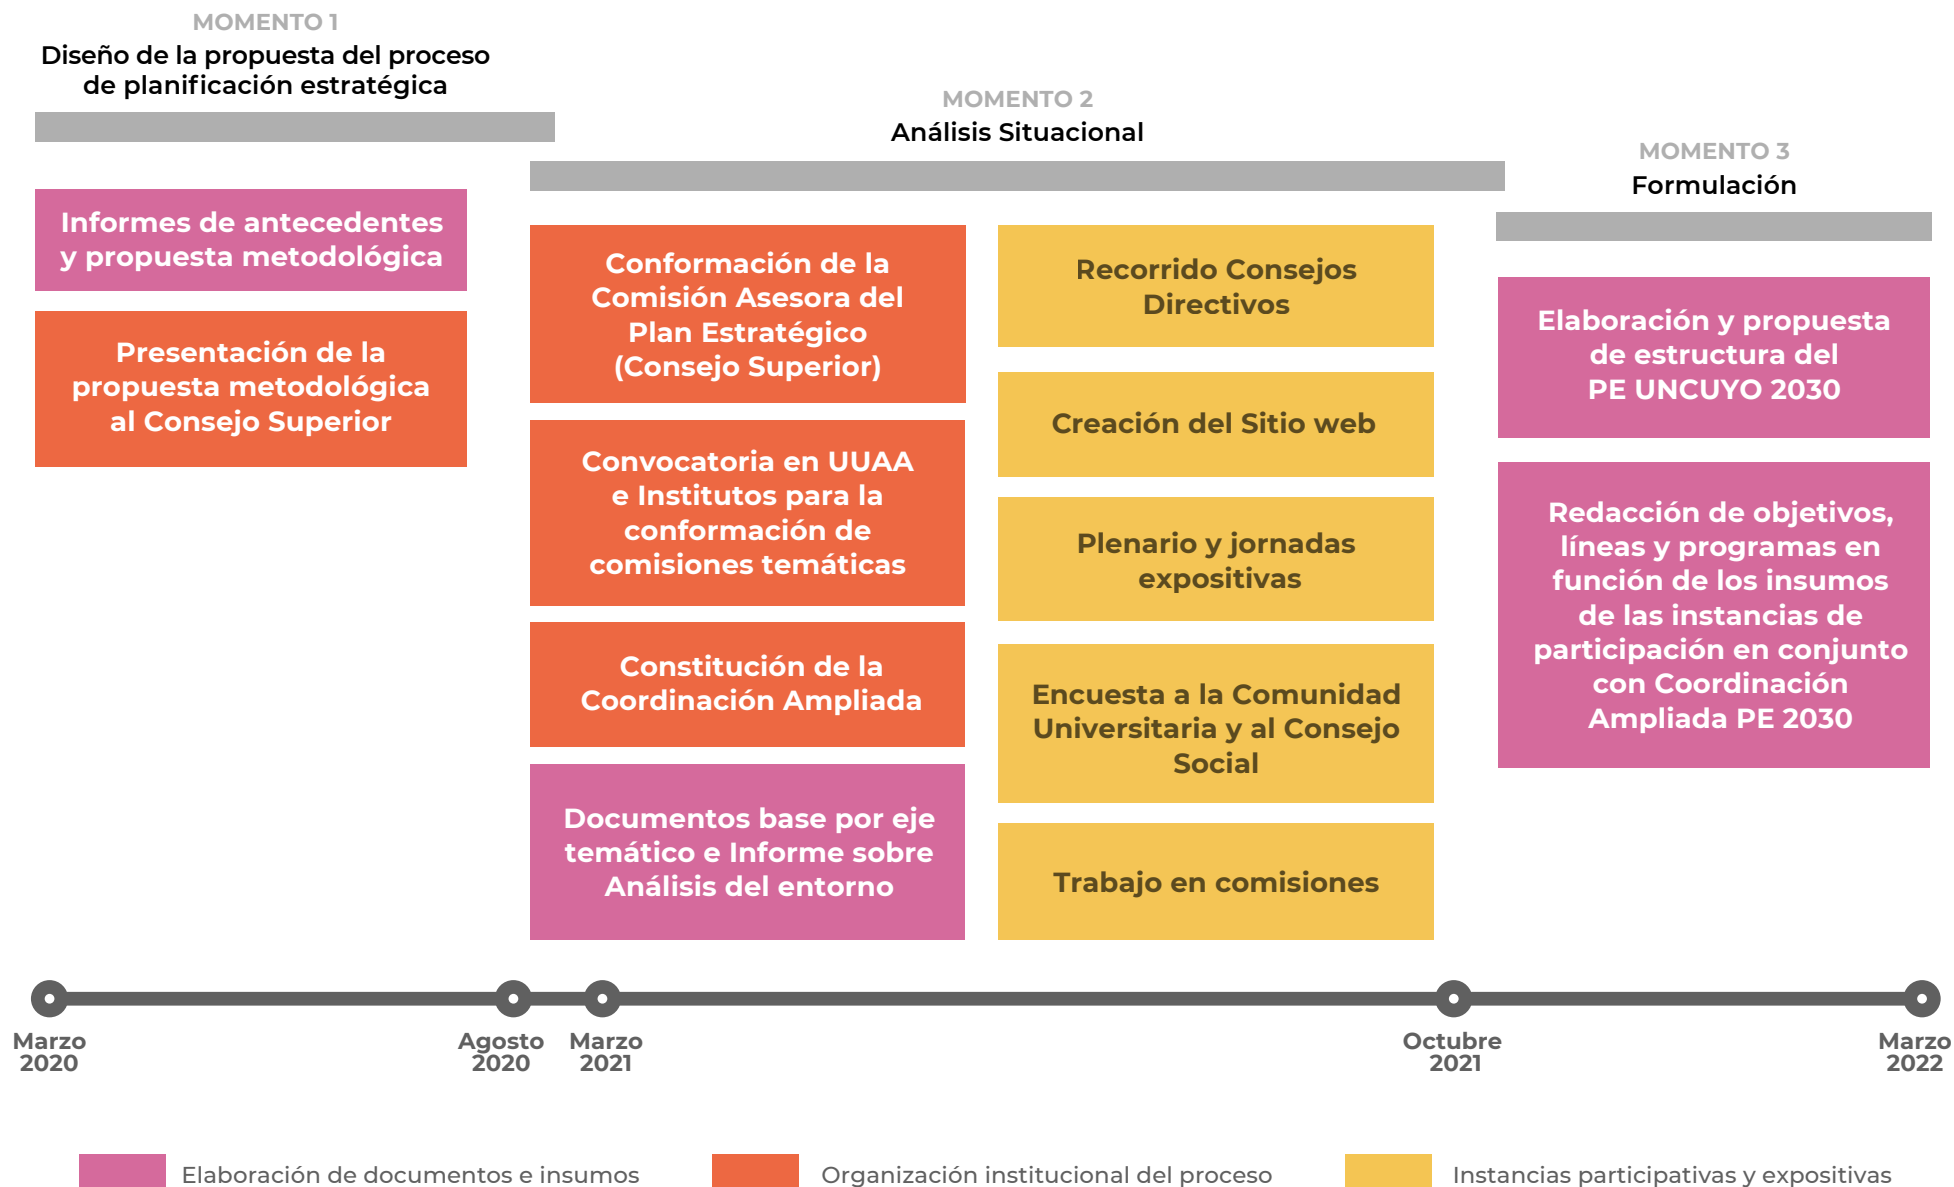 MOMENTO 1
Diseño de la propuesta del proceso
de planificación estratégica
Informes de antecedentes
y propuesta metodológica
Presentación de la
propuesta metodológica
al Consejo Superior
MOMENTO 2
Análisis Situacional
Conformación de la
Comisión Asesora del
Plan Estratégico
(Consejo Superior)
Convocatoria en UUAA
e Institutos para la
conformación de
comisiones temáticas
Constitución de la
Coordinación Ampliada
Documentos base por eje
temático e Informe sobre
Análisis del entorno
Recorrido Consejos
Directivos
Creación del Sitio web
Plenario y jornadas
expositivas
Encuesta a la Comunidad
Universitaria y al Consejo
Social
Trabajo en comisiones
MOMENTO 3
Formulación
Elaboración y propuesta
de estructura del
PE UNCUYO 2030
Redacción de objetivos,
líneas y programas en
función de los insumos
de las instancias de
participación en conjunto
con Coordinación
Ampliada PE 2030
Marzo
2020
Agosto
2020
Marzo
2021
Octubre
2021
Marzo
2022
Elaboración de documentos e insumos
Organización institucional del proceso
Instancias participativas y expositivas